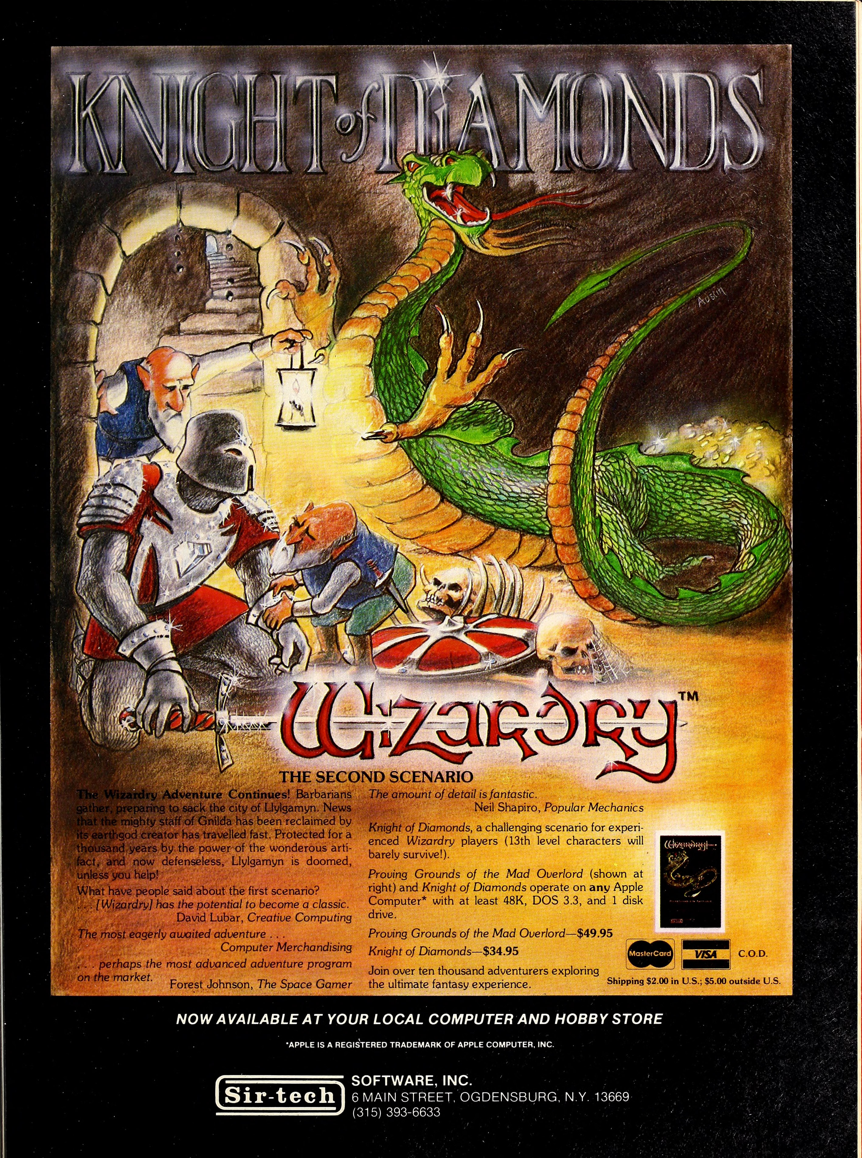 KNIGHT of DIAMONDS
Austin
Wizardry™
THE SECOND SCENARIO
The Wizardry Adventure Continues! Barbarians
gather, preparing to sack the city of Llylgamyn. News
that the mighty staff of Gnilda has been reclaimed by
its earthgod creator has travelled fast. Protected for a
thousand years by the power of the wonderous arti-
fact, and now defenseless, Llylgamyn is doomed,
unless you help!
What have people said about the first scenario?
. . . [Wizardry] has the potential to become a classic.
David Lubar, Creative Computing
The most eagerly awaited adventure . . .
Computer Merchandising
. . . perhaps the most advanced adventure program
on the market.
Forest Johnson, The Space Gamer
The amount of detail is fantastic.
Neil Shapiro, Popular Mechanics
Knight of Diamonds, a challenging scenario for experi-
enced Wizardry players (13th level characters will
barely survive!).
Proving Grounds of the Mad Overlord (shown at
right) and Knight of Diamonds operate on any Apple
Computer* with at least 48K, DOS 3.3, and 1 disk
drive.
Proving Grounds of the Mad Overlord—$49.95
Knight of Diamonds—$34.95
Join over ten thousand adventurers exploring
the ultimate fantasy experience.
Wizardry
MasterCard
VISA
C.O.D.
Shipping $2.00 in U.S.; $5.00 outside U.S.
NOW AVAILABLE AT YOUR LOCAL COMPUTER AND HOBBY STORE
*APPLE IS A REGISTERED TRADEMARK OF APPLE COMPUTER, INC.
Sir-tech
SOFTWARE, INC.
6 MAIN STREET, OGDENSBURG, N.Y. 13669
(315) 393-6633